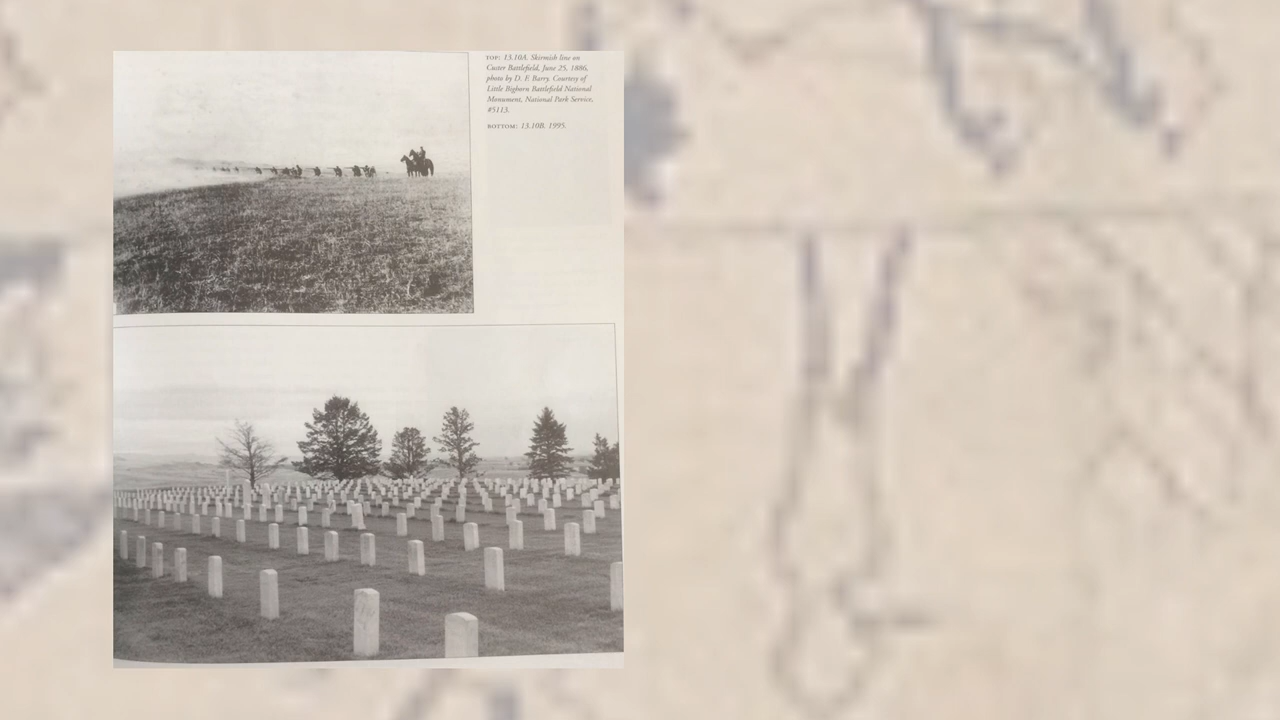 TOP: 13.10A. Skirmish line on
Custer Battlefield, June 25, 1886,
photo by D. F. Barry. Courtesy of
Little Bighorn Battlefield National
Monument, National Park Service,
#5113.
BOTTOM: 13.10B. 1995.